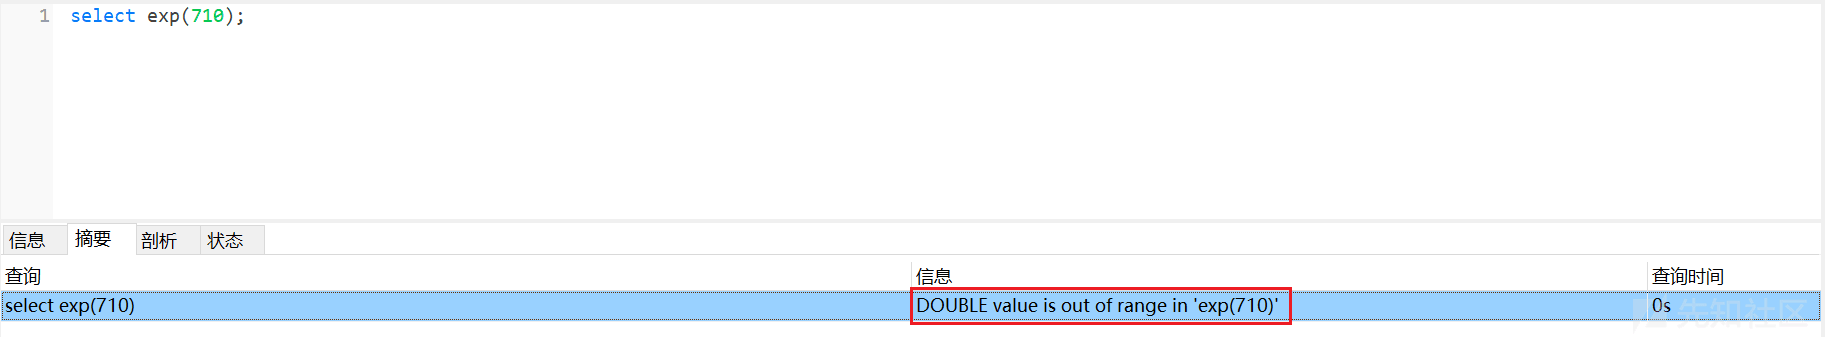 1 select exp(710);
信息 摘要 剖析 状态
查询 信息 查询时间
select exp(710) DOUBLE value is out of range in 'exp(710)' 0s
先知社区